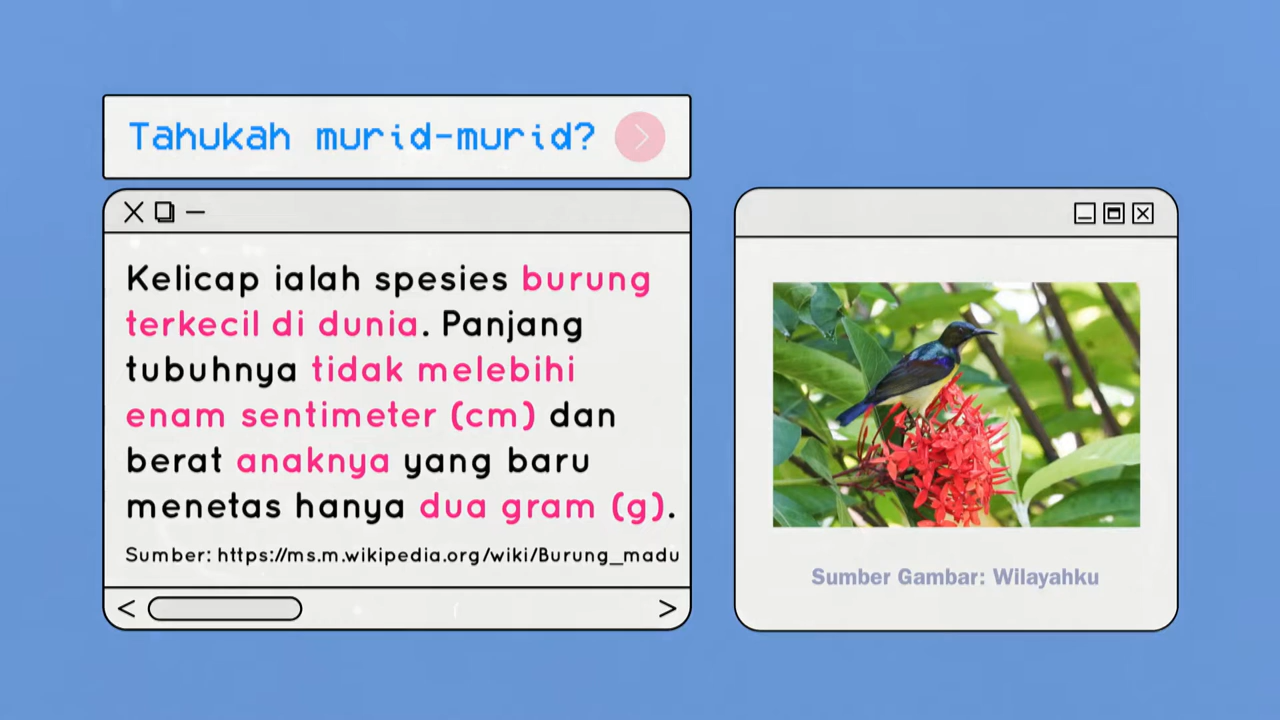 Tahukah murid-murid?
Kelicap ialah spesies burung
terkecil di dunia. Panjang
tubuhnya tidak melebihi
enam sentimeter (cm) dan
berat anaknya yang baru
menetas hanya dua gram (g).
Sumber: https://ms.m.wikipedia.org/wiki/Burung_madu
Sumber Gambar: Wilayahku